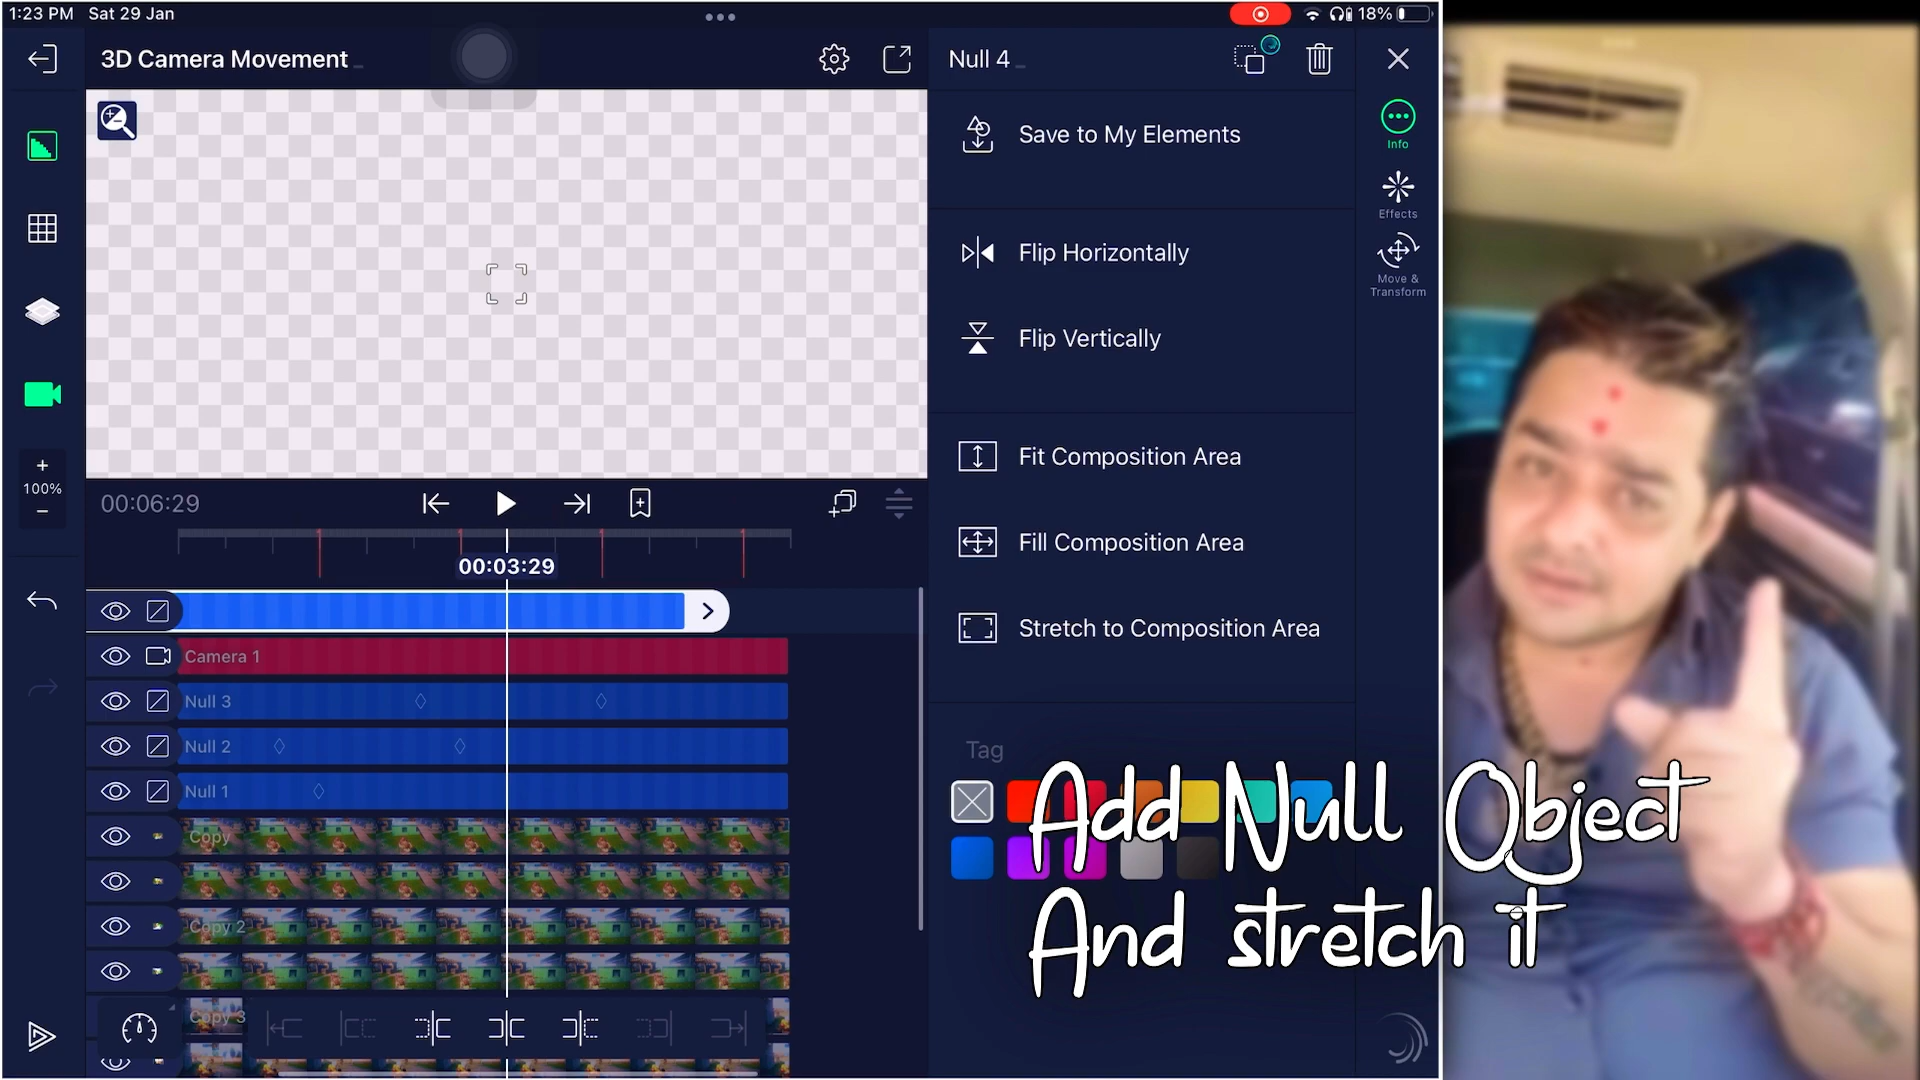 1:23 PM Sat 29 Jan
18%
3D Camera Movement
Null 4
Save to My Elements
Info
Effects
Flip Horizontally
Move &
Transform
Flip Vertically
Fit Composition Area
+
100%
−
00:06:29
Fill Composition Area
00:03:29
Stretch to Composition Area
Camera 1
Null 3
Null 2
Tag
Null 1
Add Null Object
Copy
And stretch it
Copy 2
Copy 3